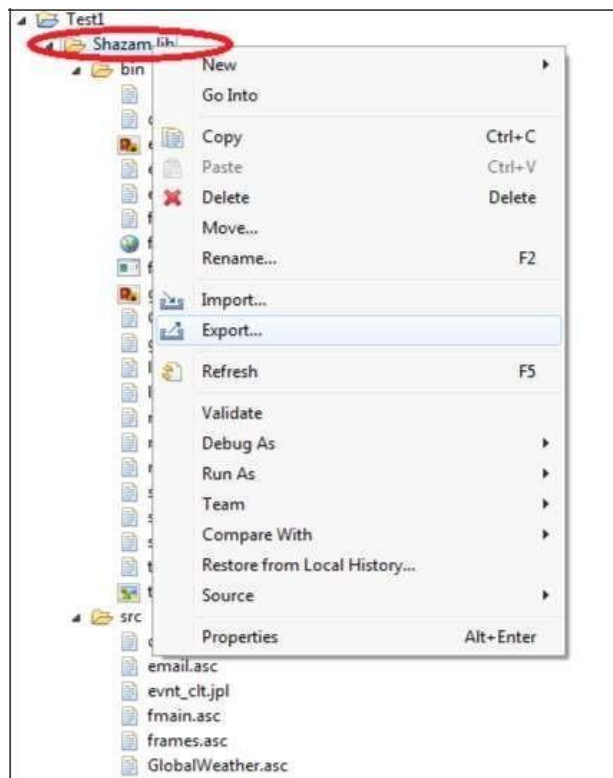 Test1
Shazam.lib
bin
New
Go Into
Copy Ctrl+C
Paste Ctrl+V
Delete Delete
Move...
Rename... F2
Import...
Export...
Refresh F5
Validate
Debug As
Run As
Team
Compare With
Restore from Local History...
Source
Properties Alt+Enter
src
email.asc
evnt_clt.jpl
fmain.asc
frames.asc
GlobalWeather.asc